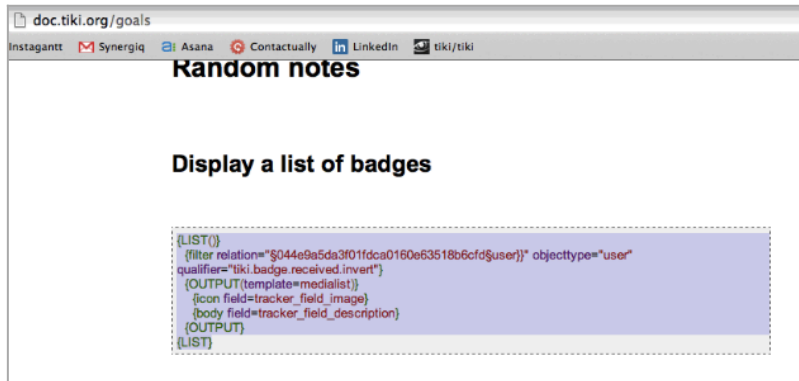 doc.tiki.org/goals
Instagantt Synergiq Asana Contactually LinkedIn tiki/tiki
Random notes
Display a list of badges
{LIST()}
{filter relation="§044e9a5da3f01fdca0160e63518b6cfd§user}}" objecttype="user"
qualifier="tiki.badge.received.invert"}
{OUTPUT(template=medialist)}
{icon field=tracker_field_image}
{body field=tracker_field_description}
{OUTPUT}
{LIST}